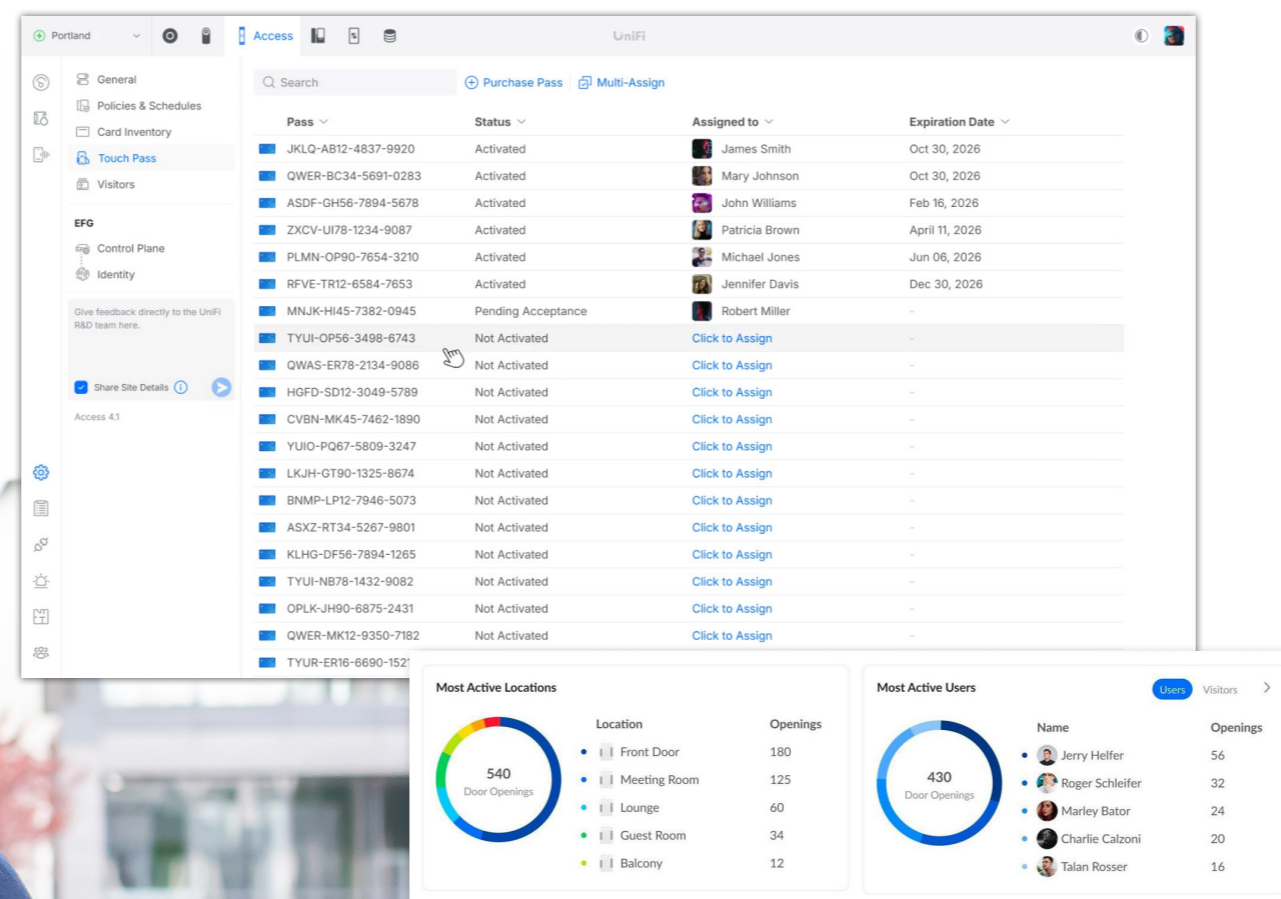 Portland
Access
UniFi
General
Policies & Schedules
Card Inventory
Touch Pass
Visitors
EFG
Control Plane
Identity
Give feedback directly to the UniFi
R&D team here.
Share Site Details
Access 4.1
Search Purchase Pass Multi-Assign
Pass Status Assigned to Expiration Date
JKLQ-AB12-4837-9920 Activated James Smith Oct 30, 2026
QWER-BC34-5691-0283 Activated Mary Johnson Oct 30, 2026
ASDF-GH56-7894-5678 Activated John Williams Feb 16, 2026
ZXCV-UI78-1234-9087 Activated Patricia Brown April 11, 2026
PLMN-OP90-7654-3210 Activated Michael Jones Jun 06, 2026
RFVE-TR12-6584-7653 Activated Jennifer Davis Dec 30, 2026
MNJK-HI45-7382-0945 Pending Acceptance Robert Miller -
TYUI-OP56-3498-6743 Not Activated Click to Assign -
QWAS-ER78-2134-9086 Not Activated Click to Assign -
HGFD-SD12-3049-5789 Not Activated Click to Assign -
CVBN-MK45-7462-1890 Not Activated Click to Assign -
YUIO-PQ67-5809-3247 Not Activated Click to Assign -
LKJH-GT90-1325-8674 Not Activated Click to Assign -
BNMP-LP12-7946-5073 Not Activated Click to Assign -
ASXZ-RT34-5267-9801 Not Activated Click to Assign -
KLHG-DF56-7894-1265 Not Activated Click to Assign -
TYUI-NB78-1432-9082 Not Activated Click to Assign -
OPLK-JH90-6875-2431 Not Activated Click to Assign -
QWER-MK12-9350-7182 Not Activated Click to Assign -
TYUR-ER16-6690-1521
Most Active Locations
540
Door Openings
Location Openings
Front Door 180
Meeting Room 125
Lounge 60
Guest Room 34
Balcony 12
Most Active Users Users Visitors
430
Door Openings
Name Openings
Jerry Helfer 56
Roger Schleifer 32
Marley Bator 24
Charlie Calzoni 20
Talan Rosser 16